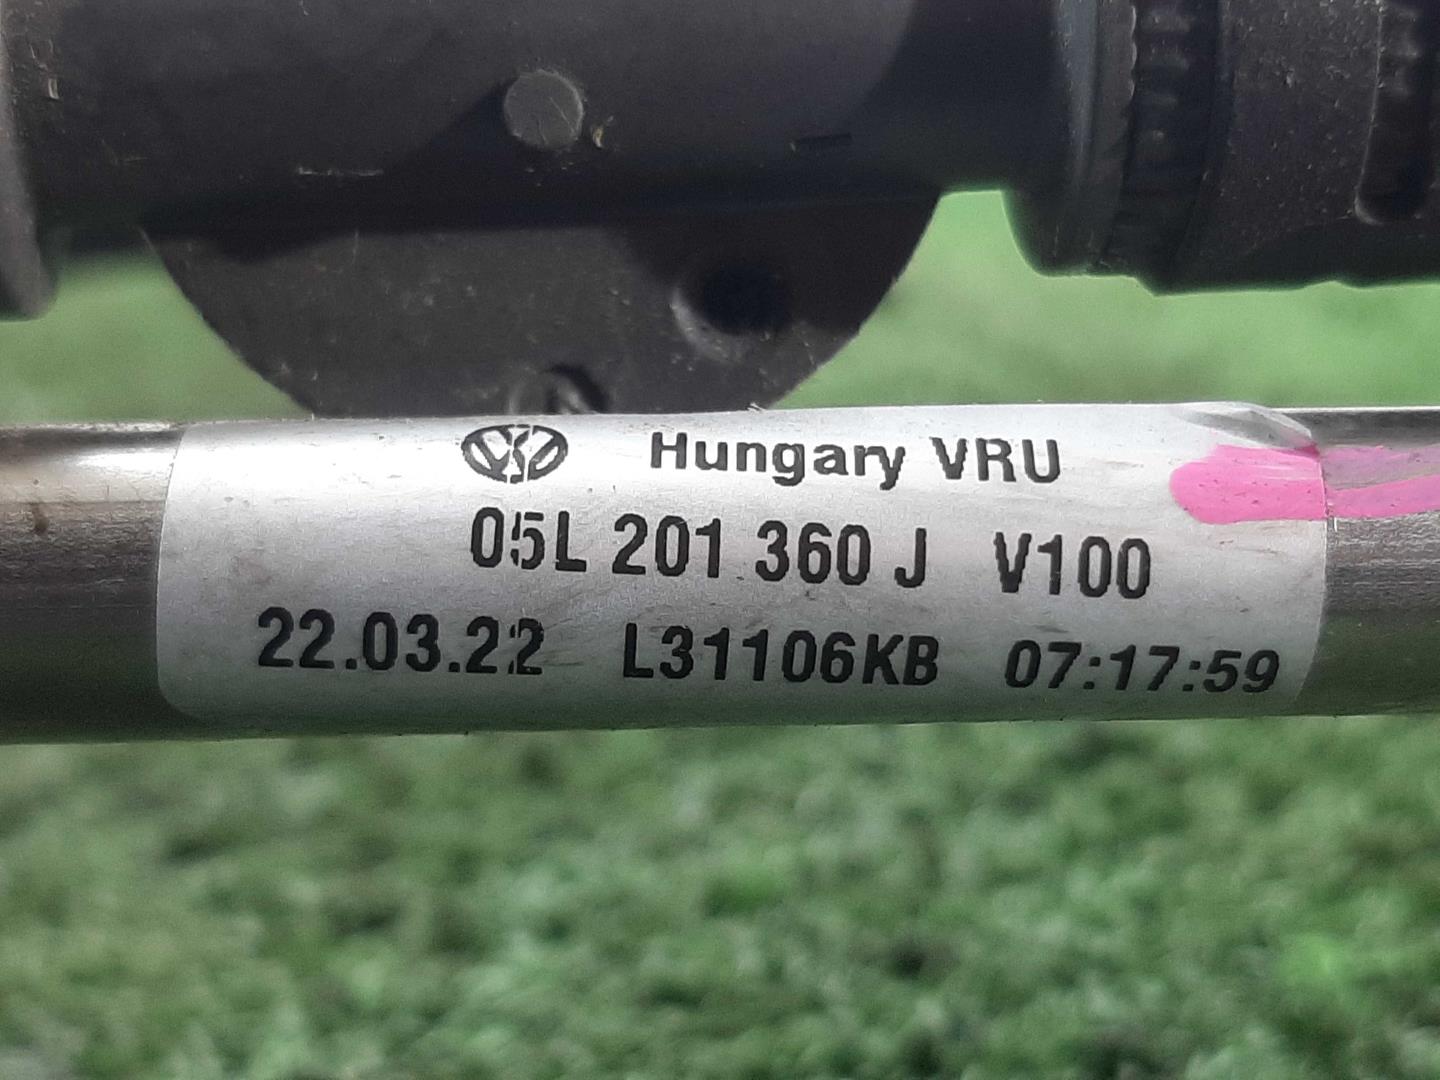 Hungary VRU
05L 201 360 J V100
22.03.22 L31106KB 07:17:59